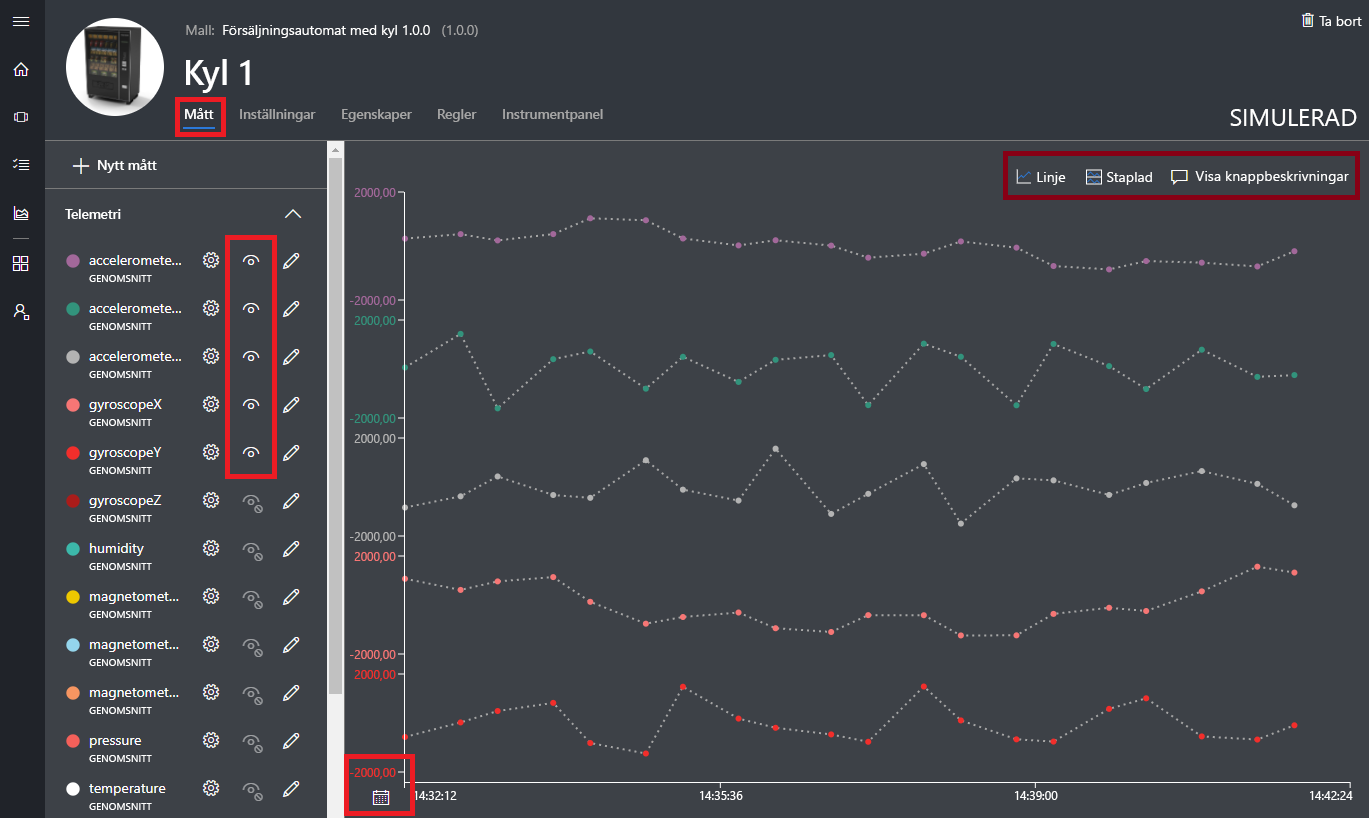 Mall: Försäljningsautomat med kyl 1.0.0 (1.0.0)
Ta bort
Kyl 1
Mått Inställningar Egenskaper Regler Instrumentpanel
SIMULERAD
Nytt mått
Linje Staplad Visa knappbeskrivningar
Telemetri
acceleromete...
GENOMSNITT
acceleromete...
GENOMSNITT
acceleromete...
GENOMSNITT
gyroscopeX
GENOMSNITT
gyroscopeY
GENOMSNITT
gyroscopeZ
GENOMSNITT
humidity
GENOMSNITT
magnetomet...
GENOMSNITT
magnetomet...
GENOMSNITT
magnetomet...
GENOMSNITT
pressure
GENOMSNITT
temperature
GENOMSNITT
2000,00
-2000,00
2000,00
-2000,00
2000,00
-2000,00
2000,00
-2000,00
2000,00
-2000,00
14:32:12 14:35:36 14:39:00 14:42:24